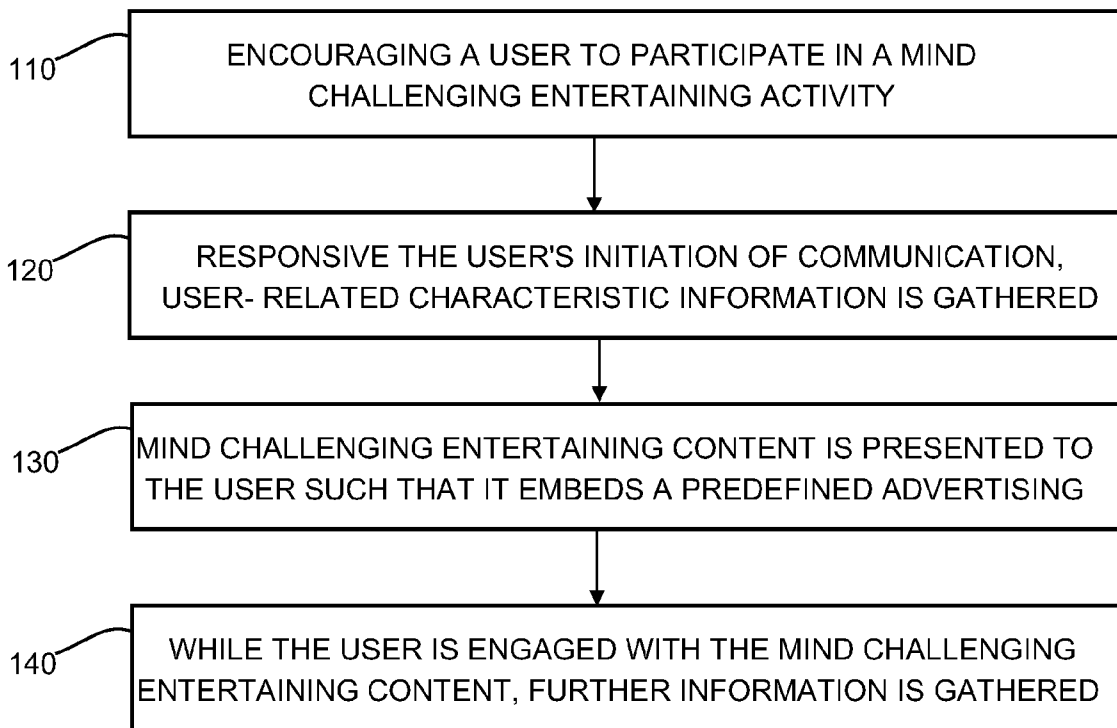 110
ENCOURAGING A USER TO PARTICIPATE IN A MIND
CHALLENGING ENTERTAINING ACTIVITY
120
RESPONSIVE THE USER'S INITIATION OF COMMUNICATION,
USER- RELATED CHARACTERISTIC INFORMATION IS GATHERED
130
MIND CHALLENGING ENTERTAINING CONTENT IS PRESENTED TO
THE USER SUCH THAT IT EMBEDS A PREDEFINED ADVERTISING
140
WHILE THE USER IS ENGAGED WITH THE MIND CHALLENGING
ENTERTAINING CONTENT, FURTHER INFORMATION IS GATHERED